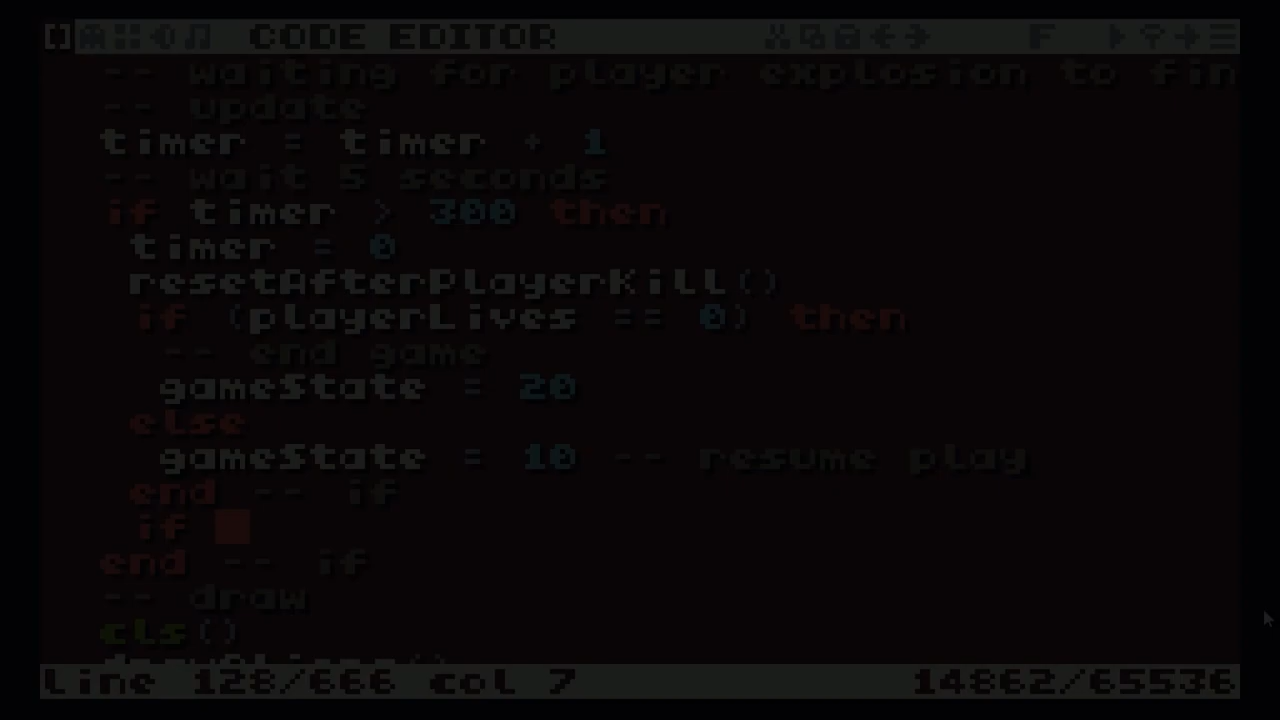 CODE EDITOR F
-- waiting for player explosion to fin
-- update
timer = timer + 1
-- wait 5 seconds
if timer > 300 then
timer = 0
resetAfterPlayerKill()
if (playerLives == 0) then
-- end game
gameState = 20
else
gameState = 10 -- resume play
end -- if
if
end -- if
-- draw
cls()
line 128/666 col 7 14862/65536